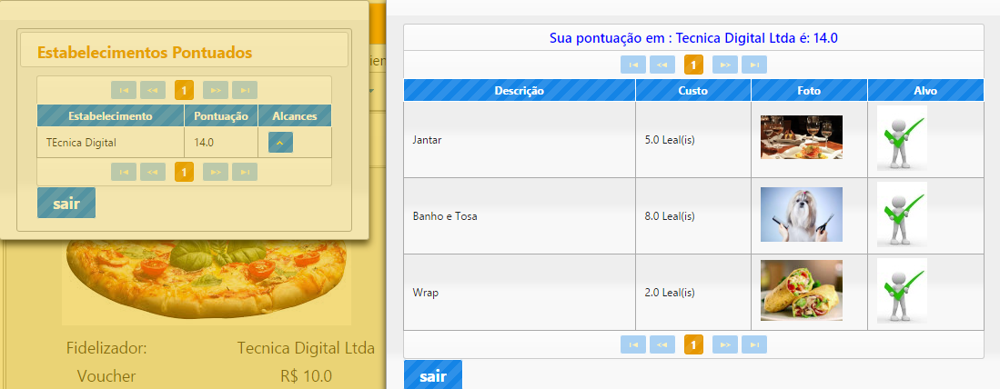 Estabelecimentos Pontuados
1
Estabelecimento Pontuação Alcances
TEcnica Digital 14.0
1
sair
Fidelizador: Tecnica Digital Ltda
Voucher R$ 10.0
Sua pontuação em : Tecnica Digital Ltda é: 14.0
1
Descrição Custo Foto Alvo
Jantar 5.0 Leal(is)
Banho e Tosa 8.0 Leal(is)
Wrap 2.0 Leal(is)
1
sair